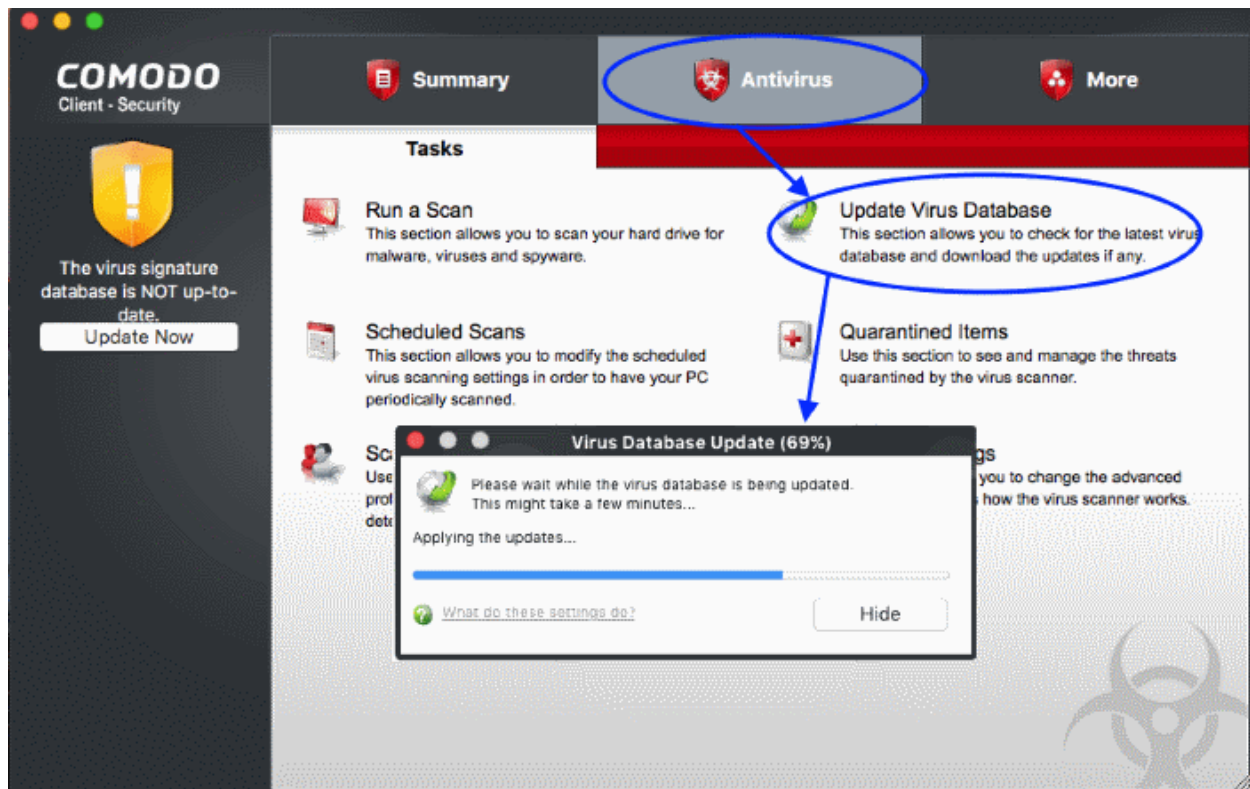 COMODO
Client - Security
Summary
Antivirus
More
The virus signature
database is NOT up-to-
date.
Update Now
Tasks
Run a Scan
This section allows you to scan your hard drive for
malware, viruses and spyware.
Update Virus Database
This section allows you to check for the latest virus
database and download the updates if any.
Scheduled Scans
This section allows you to modify the scheduled
virus scanning settings in order to have your PC
periodically scanned.
Quarantined Items
Use this section to see and manage the threats
quarantined by the virus scanner.
you to change the advanced
how the virus scanner works.
Virus Database Update (69%)
Please wait while the virus database is being updated.
This might take a few minutes...
Applying the updates...
What do these settings do?
Hide